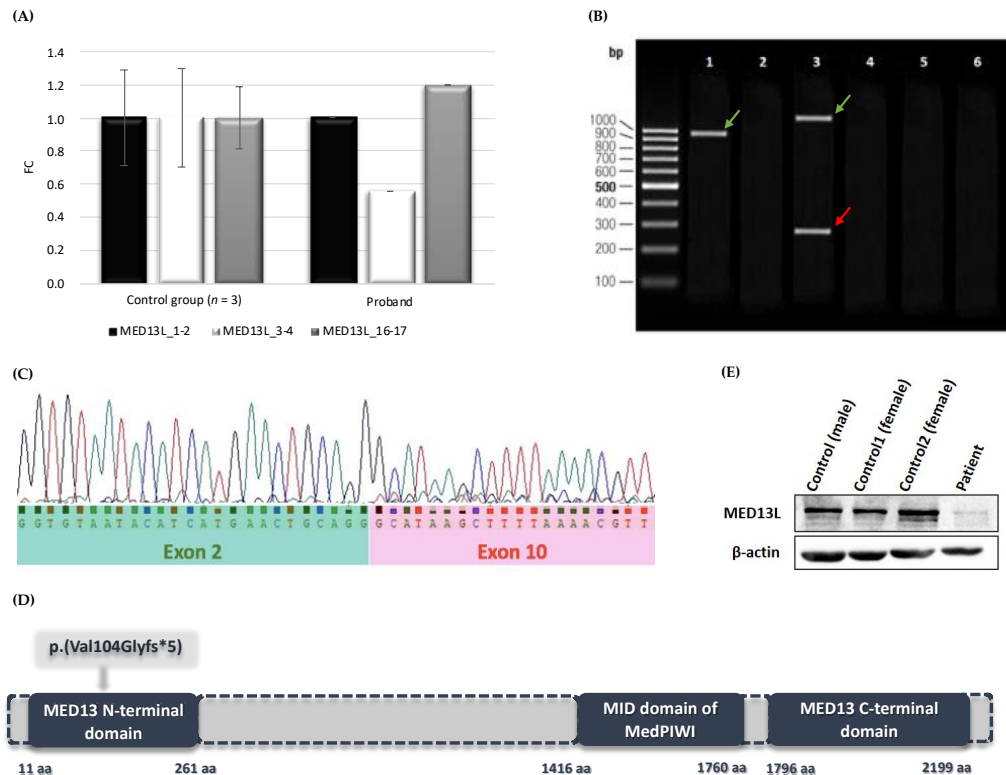 (A)
1.4
1.2
1.0
0.8
0.6
0.4
0.2
0.0
FC
Control group (n = 3)
Proband
MED13L_1-2
MED13L_3-4
MED13L_16-17
(B)
bp
1 2 3 4 5 6
1000
900
800
700
600
500
400
300
200
100
(C)
G G T G T A A T A C A T C A T G A A C T G C A G G G C A T A A G C T T T T A A A A C G T T
Exon 2
Exon 10
(E)
Control (male)
Control1 (female)
Control2 (female)
Patient
MED13L
β-actin
(D)
p.(Val104Glyfs*5)
MED13 N-terminal
domain
MID domain of
MedPIWI
MED13 C-terminal
domain
11 aa
261 aa
1416 aa
1760 aa
1796 aa
2199 aa